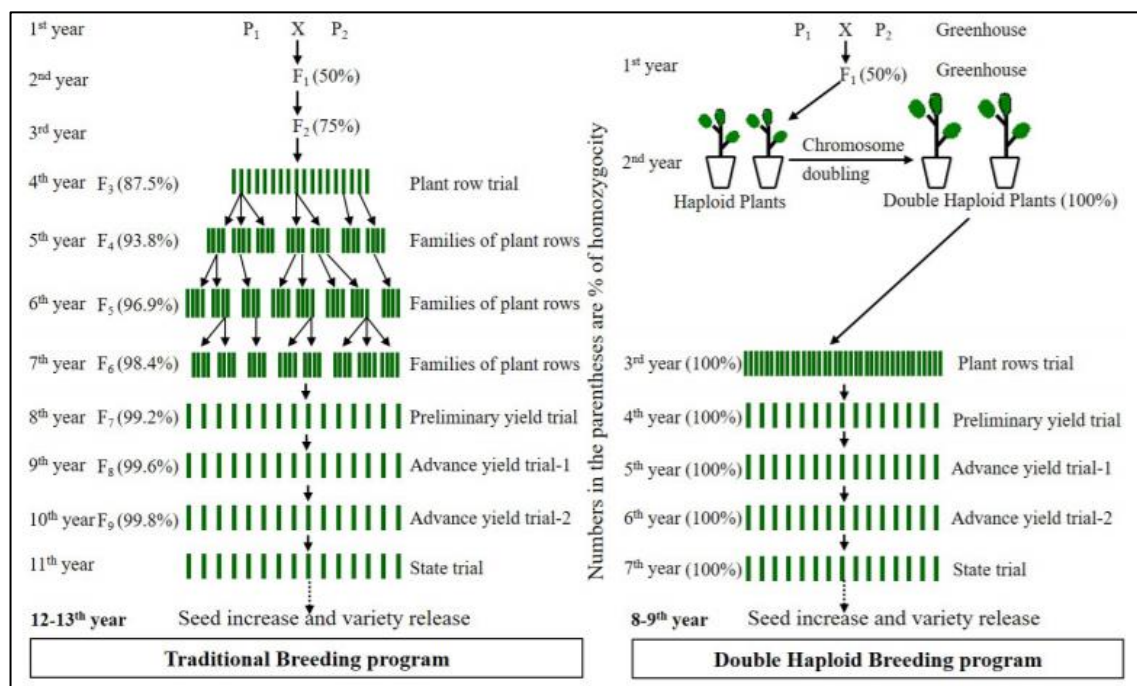 1st year P1 X P2
2nd year F1 (50%)
3rd year F2 (75%)
4th year F3 (87.5%) Plant row trial
5th year F4 (93.8%) Families of plant rows
6th year F5 (96.9%) Families of plant rows
7th year F6 (98.4%) Families of plant rows
8th year F7 (99.2%) Preliminary yield trial
9th year F8 (99.6%) Advance yield trial-1
10th year F9 (99.8%) Advance yield trial-2
11th year State trial
12-13th year Seed increase and variety release
Traditional Breeding program
Numbers in the parentheses are % of homozygocity
P1 X P2 Greenhouse
1st year
F1 (50%) Greenhouse
2nd year
Chromosome
doubling
Haploid Plants
Double Haploid Plants (100%)
3rd year (100%) Plant rows trial
4th year (100%) Preliminary yield trial
5th year (100%) Advance yield trial-1
6th year (100%) Advance yield trial-2
7th year (100%) State trial
8-9th year Seed increase and variety release
Double Haploid Breeding program